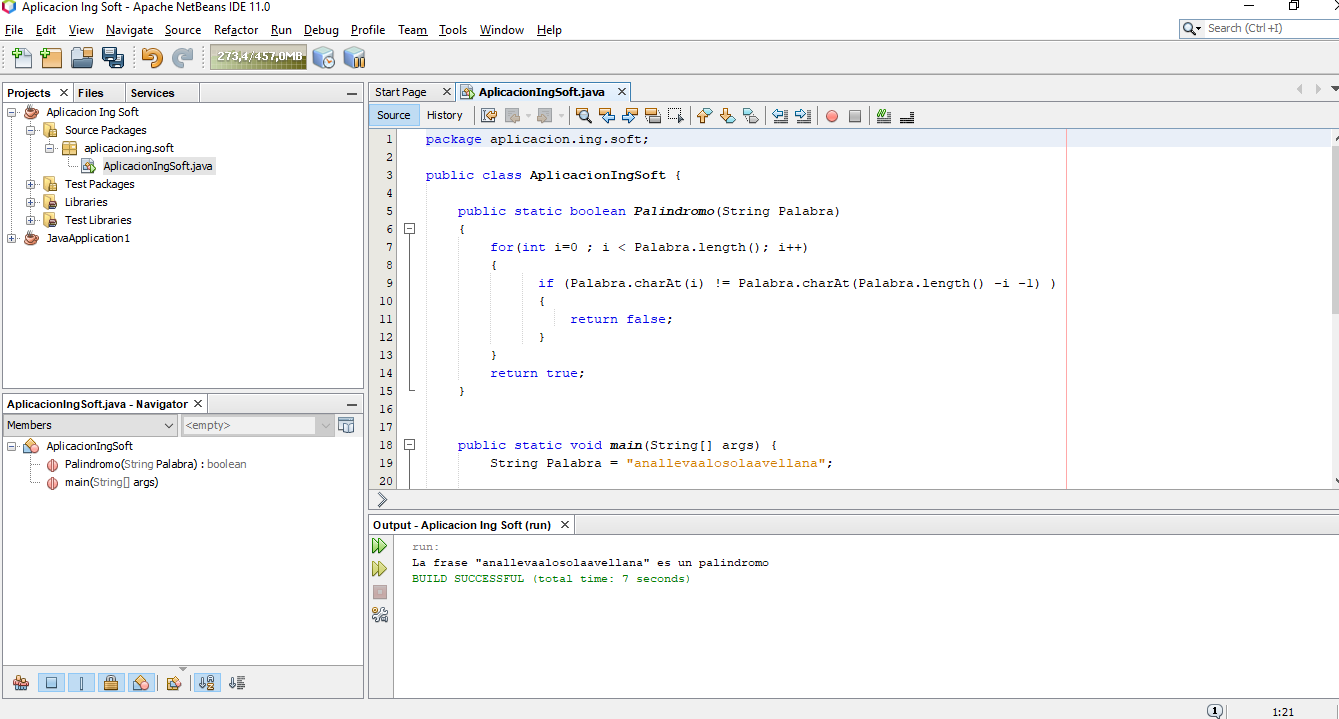 Aplicacion Ing Soft - Apache NetBeans IDE 11.0
File Edit View Navigate Source Refactor Run Debug Profile Team Tools Window Help
Search (Ctrl+I)
273,4/457,0MB
Projects Files Services
Aplicacion Ing Soft
Source Packages
aplicacion.ing.soft
AplicacionIngSoft.java
Test Packages
Libraries
Test Libraries
JavaApplication1
AplicacionIngSoft.java - Navigator
Members <empty>
AplicacionIngSoft
Palindromo(String Palabra) : boolean
main(String[] args)
Start Page AplicacionIngSoft.java
Source History
1 package aplicacion.ing.soft;
2
3 public class AplicacionIngSoft {
4
5 public static boolean Palindromo(String Palabra)
6 {
7 for(int i=0 ; i < Palabra.length(); i++)
8 {
9 if (Palabra.charAt(i) != Palabra.charAt(Palabra.length() -i -1) )
10 {
11 return false;
12 }
13 }
14 return true;
15 }
16
17
18 public static void main(String[] args) {
19 String Palabra = "anallevaalosolaavellana";
20
Output - Aplicacion Ing Soft (run)
run:
La frase "anallevaalosolaavellana" es un palindromo
BUILD SUCCESSFUL (total time: 7 seconds)
1
1:21